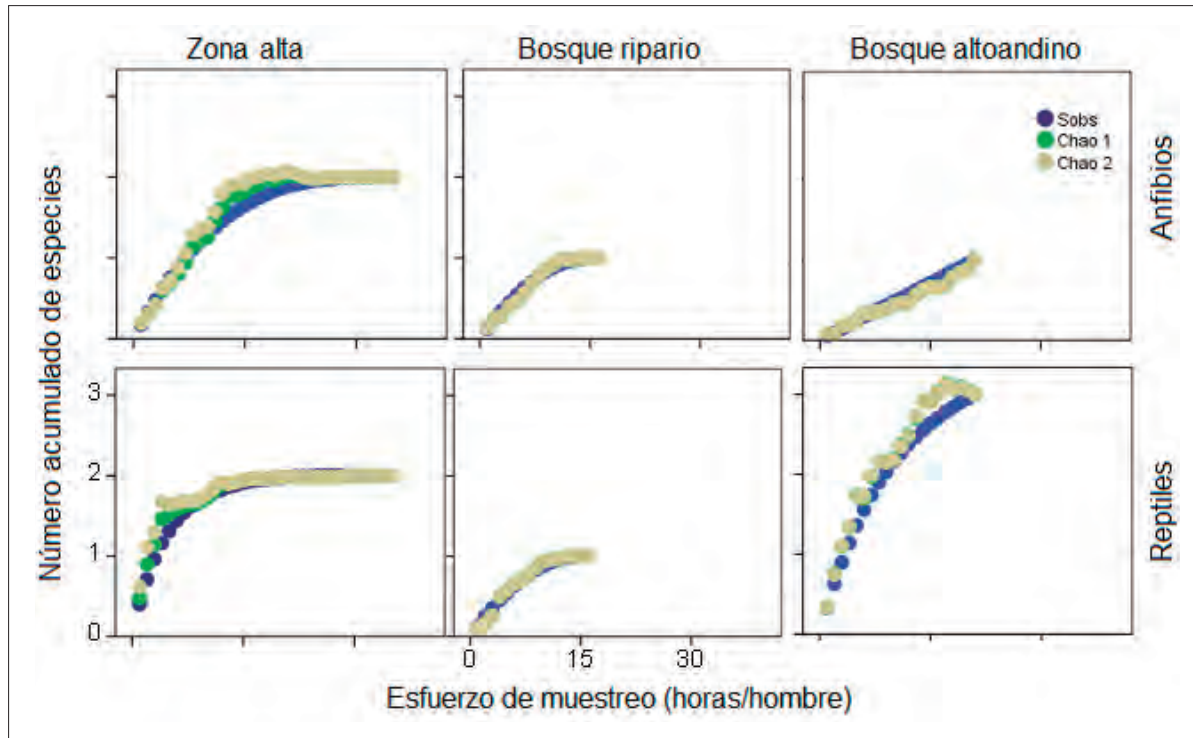 Zona alta
Bosque ripario
Bosque altoandino
Sobs
Chao 1
Chao 2
Anfibios
Número acumulado de especies
3
2
1
0
Reptiles
0 15 30
Esfuerzo de muestreo (horas/hombre)